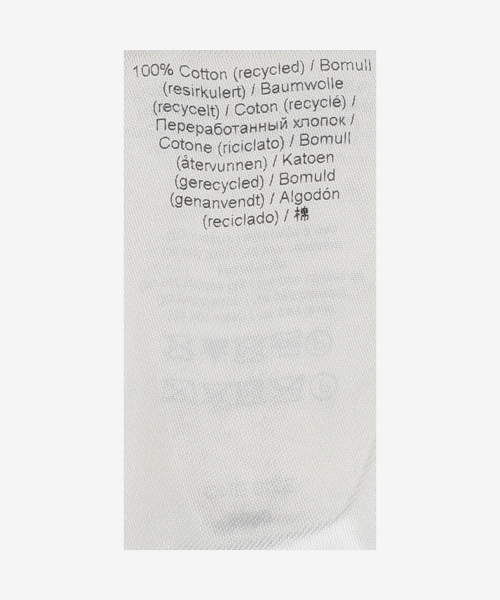 100% Cotton (recycled) / Bomull
(resirkulert) / Baumwolle
(recycelt) / Coton (recyclé) /
Переработанный хлопок /
Cotone (riciclato) / Bomull
(återvunnen) / Katoen
(gerecycled) / Bomuld
(genanvendt) / Algodón
(reciclado) / 棉